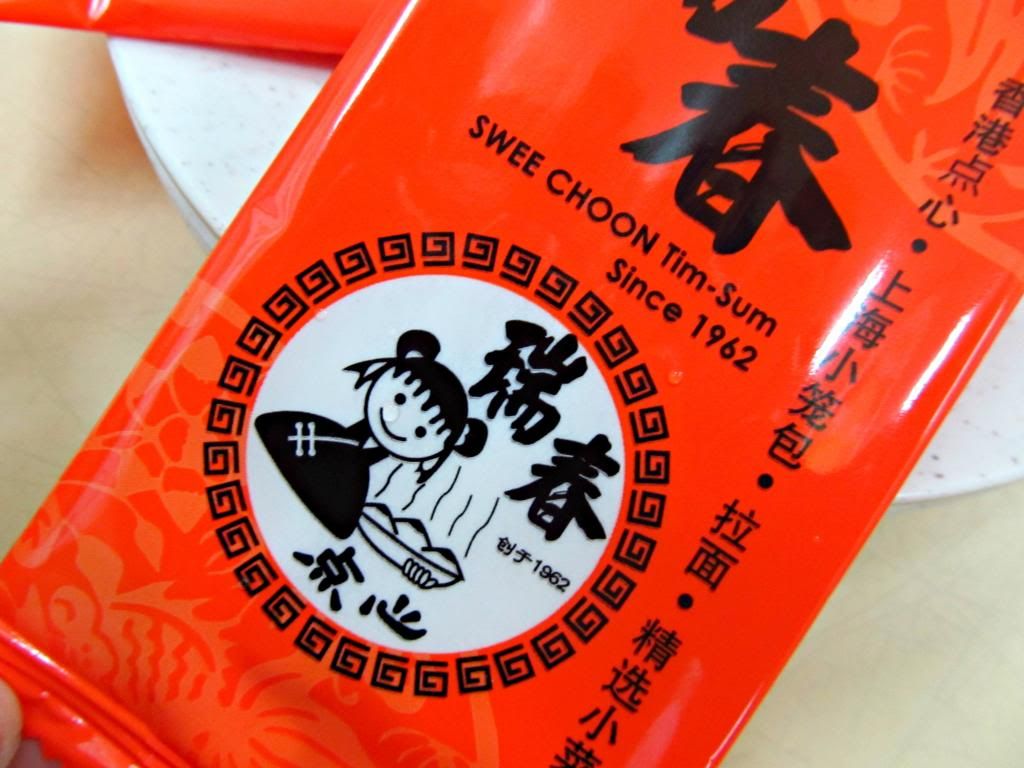 春
SWEE CHOON Tim-Sum
Since 1962
瑞春
创于1962
点心
香港点心•上海小笼包•拉面•精选小菜